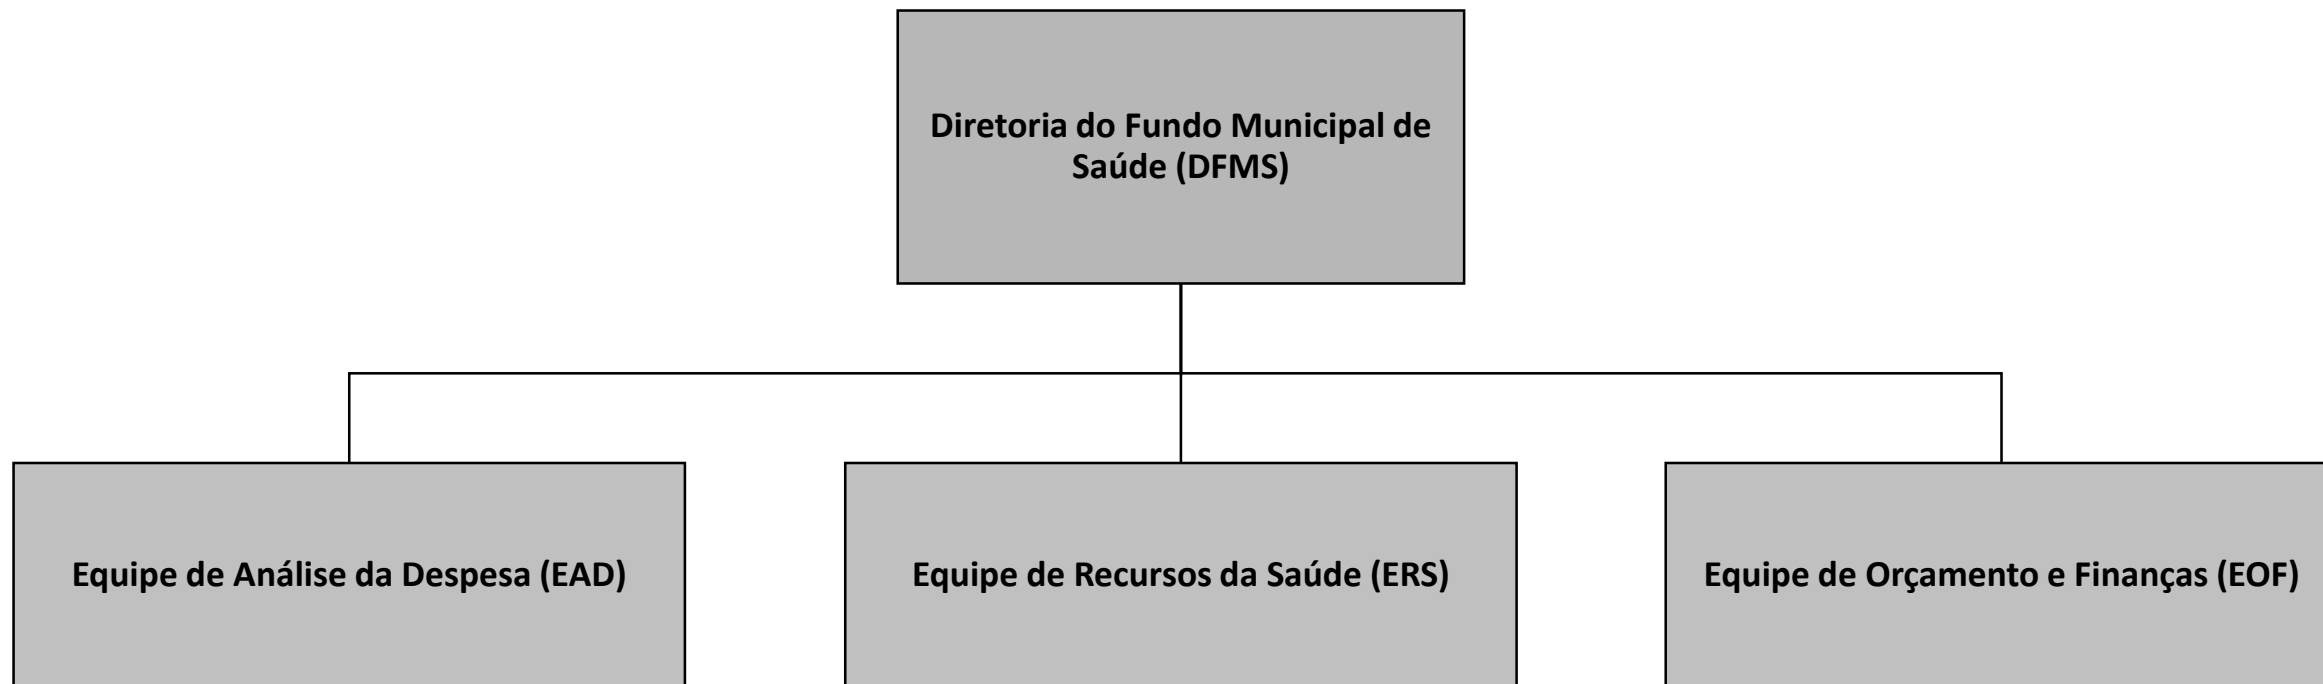 Diretoria do Fundo Municipal de
Saúde (DFMS)
Equipe de Análise da Despesa (EAD)
Equipe de Recursos da Saúde (ERS)
Equipe de Orçamento e Finanças (EOF)